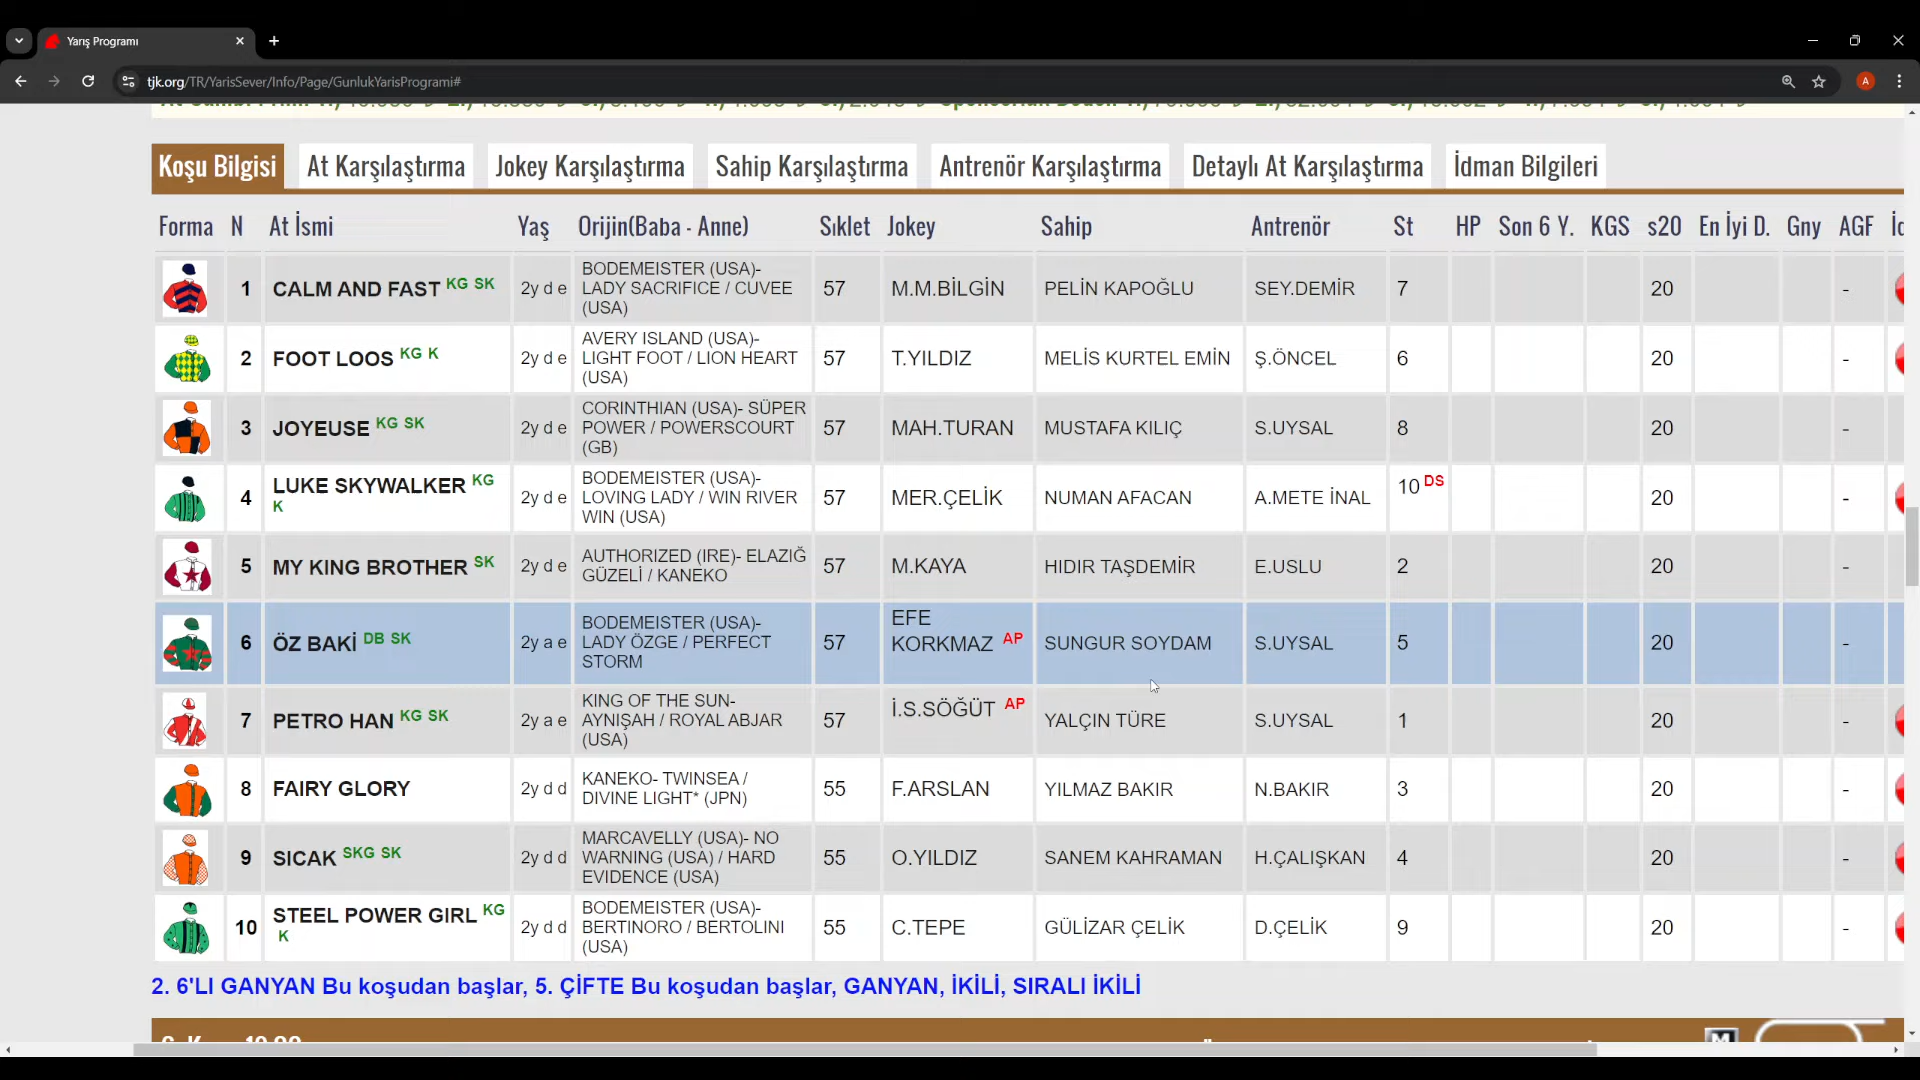 Yarış Programı
tjk.org/TR/YarisSever/Info/Page/GunlukYarisProgrami#
A
Koşu Bilgisi At Karşılaştırma Jokey Karşılaştırma Sahip Karşılaştırma Antrenör Karşılaştırma Detaylı At Karşılaştırma İdman Bilgileri
Forma N At İsmi Yaş Orijin(Baba - Anne) Sıklet Jokey Sahip Antrenör St HP Son 6 Y. KGS s20 En İyi D. Gny AGF İd
1 CALM AND FAST KG SK 2y d e BODEMEISTER (USA)- LADY SACRIFICE / CUVEE (USA) 57 M.M.BİLGİN PELİN KAPOĞLU SEY.DEMİR 7 20 -
2 FOOT LOOS KG K 2y d e AVERY ISLAND (USA)- LIGHT FOOT / LION HEART (USA) 57 T.YILDIZ MELİS KURTEL EMİN Ş.ÖNCEL 6 20 -
3 JOYEUSE KG SK 2y d e CORINTHIAN (USA)- SÜPER POWER / POWERSCOURT (GB) 57 MAH.TURAN MUSTAFA KILIÇ S.UYSAL 8 20 -
4 LUKE SKYWALKER KG K 2y d e BODEMEISTER (USA)- LOVING LADY / WIN RIVER WIN (USA) 57 MER.ÇELİK NUMAN AFACAN A.METE İNAL 10 DS 20 -
5 MY KING BROTHER SK 2y d e AUTHORIZED (IRE)- ELAZIĞ GÜZELİ / KANEKO 57 M.KAYA HIDIR TAŞDEMİR E.USLU 2 20 -
6 ÖZ BAKİ DB SK 2y a e BODEMEISTER (USA)- LADY ÖZGE / PERFECT STORM 57 EFE KORKMAZ AP SUNGUR SOYDAM S.UYSAL 5 20 -
7 PETRO HAN KG SK 2y a e KING OF THE SUN- AYNIŞAH / ROYAL ABJAR (USA) 57 İ.S.SÖĞÜT AP YALÇIN TÜRE S.UYSAL 1 20 -
8 FAIRY GLORY 2y d d KANEKO- TWINSEA / DIVINE LIGHT* (JPN) 55 F.ARSLAN YILMAZ BAKIR N.BAKIR 3 20 -
9 SICAK SKG SK 2y d d MARCAVELLY (USA)- NO WARNING (USA) / HARD EVIDENCE (USA) 55 O.YILDIZ SANEM KAHRAMAN H.ÇALIŞKAN 4 20 -
10 STEEL POWER GIRL KG K 2y d d BODEMEISTER (USA)- BERTINORO / BERTOLINI (USA) 55 C.TEPE GÜLİZAR ÇELİK D.ÇELİK 9 20 -
2. 6'LI GANYAN Bu koşudan başlar, 5. ÇİFTE Bu koşudan başlar, GANYAN, İKİLİ, SIRALI İKİLİ